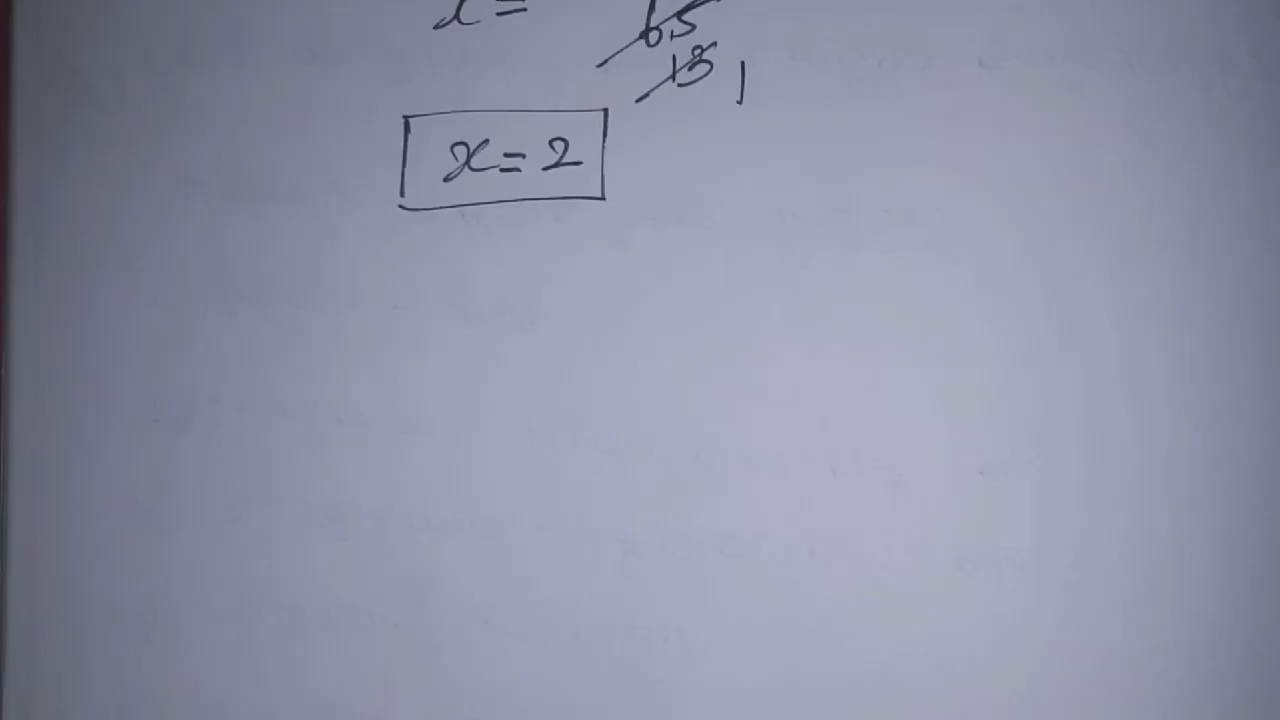 x =
65
13 1
x = 2